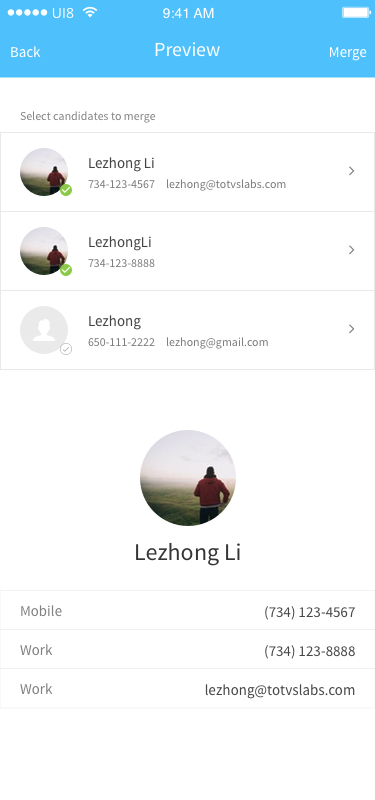 UI8 9:41 AM
Back Preview Merge
Select candidates to merge
Lezhong Li
734-123-4567 lezhong@totvslabs.com
LezhongLi
734-123-8888
Lezhong
650-111-2222 lezhong@gmail.com
Lezhong Li
Mobile (734) 123-4567
Work (734) 123-8888
Work lezhong@totvslabs.com